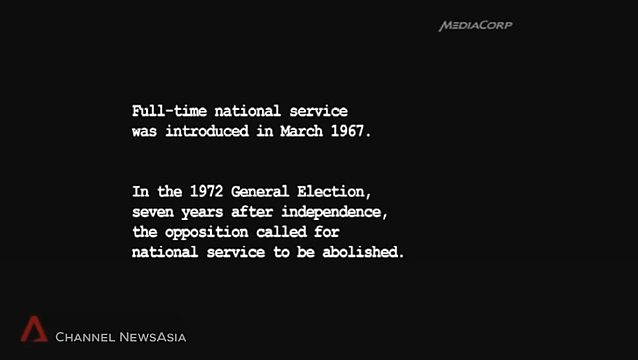 MEDIACORP
Full-time national service
was introduced in March 1967.
In the 1972 General Election,
seven years after independence,
the opposition called for
national service to be abolished.
CHANNEL NEWSASIA